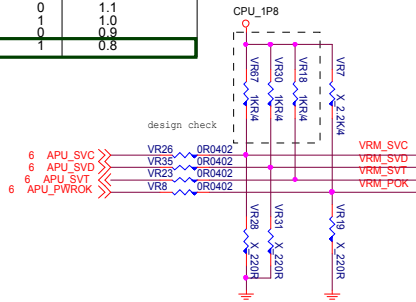 0 1.1
1 1.0
0 0.9
1 0.8
CPU_1P8
VR67 1KR/4
VR30 1KR/4
VR18 1KR/4
VR7 X_2.2K/4
design check
6 APU_SVC VR26 0R0402 VRM_SVC
6 APU_SVD VR35 0R0402 VRM_SVD
6 APU_SVT VR23 0R0402 VRM_SVT
6 APU_PWROK VR8 0R0402 VRM_POK
VR28 X_220R
VR31 X_220R
VR19 X_220R